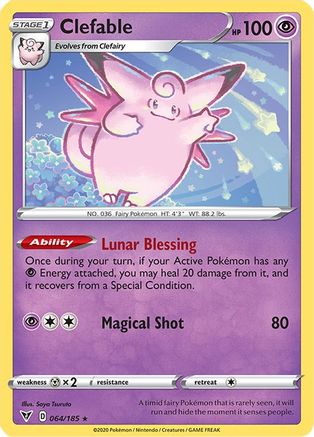 STAGE 1 Clefable HP 100
Evolves from Clefairy
NO. 036 Fairy Pokémon HT: 4'3" WT: 88.2 lbs.
Ability Lunar Blessing
Once during your turn, if your Active Pokémon has any
Energy attached, you may heal 20 damage from it, and
it recovers from a Special Condition.
Magical Shot 80
weakness ×2 resistance retreat
Illus. Saya Tsuruta
A timid fairy Pokémon that is rarely seen, it will
run and hide the moment it senses people.
D 064/185 ★
©2020 Pokémon / Nintendo / Creatures / GAME FREAK